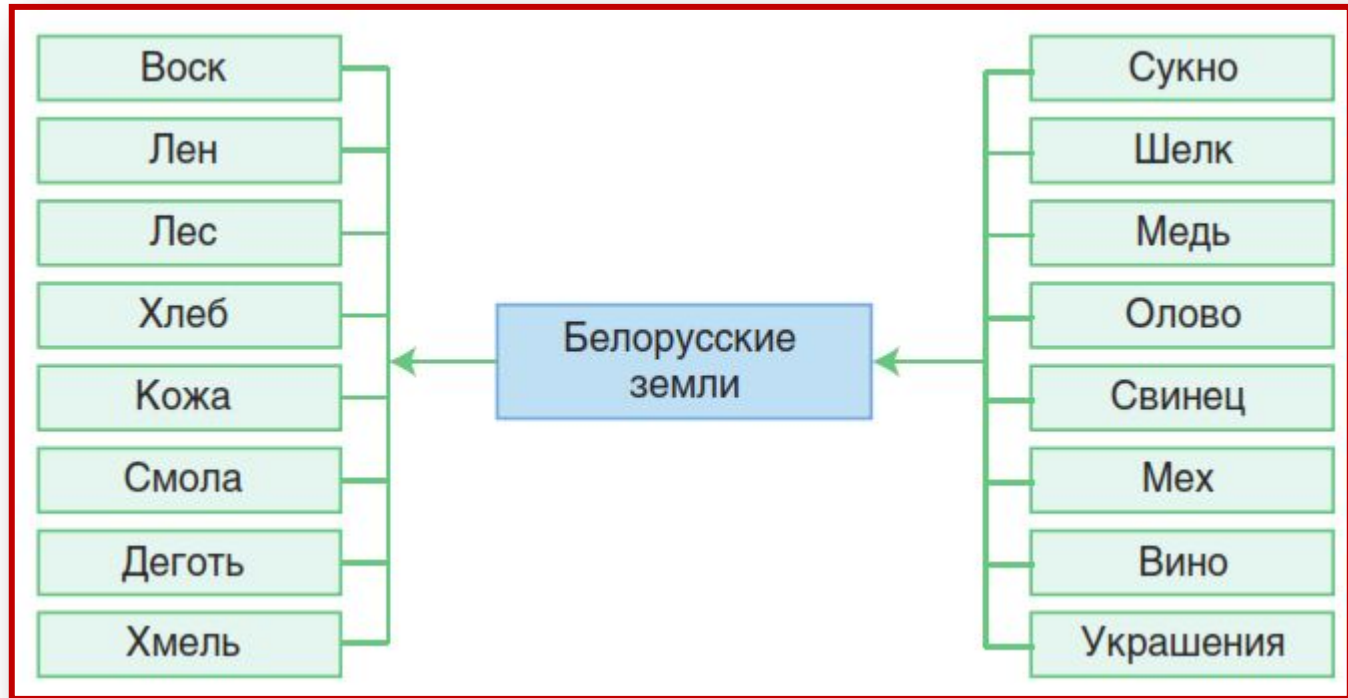 Воск
Лен
Лес
Хлеб
Кожа
Смола
Деготь
Хмель
Белорусские
земли
Сукно
Шелк
Медь
Олово
Свинец
Мех
Вино
Украшения